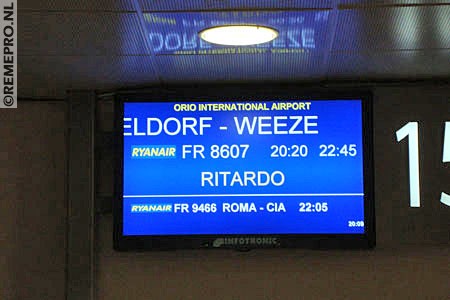 ©REMEPRO.NL
ORIO INTERNATIONAL AIRPORT
ELDORF - WEEZE
RYANAIR FR 8607 20:20 22:45
RITARDO
RYANAIR FR 9466 ROMA - CIA 22:05
20:09
INFOTRONIC
15